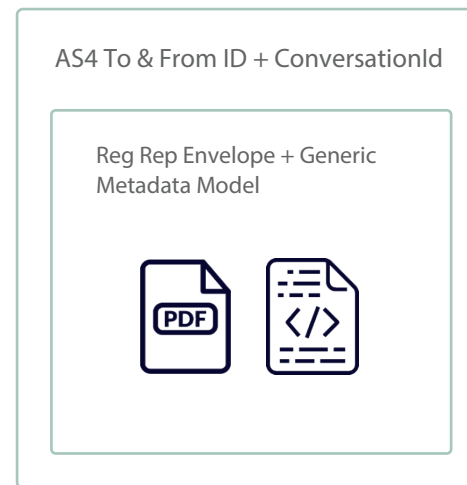 AS4 To & From ID + ConversationId
Reg Rep Envelope + Generic
Metadata Model
PDF
</>